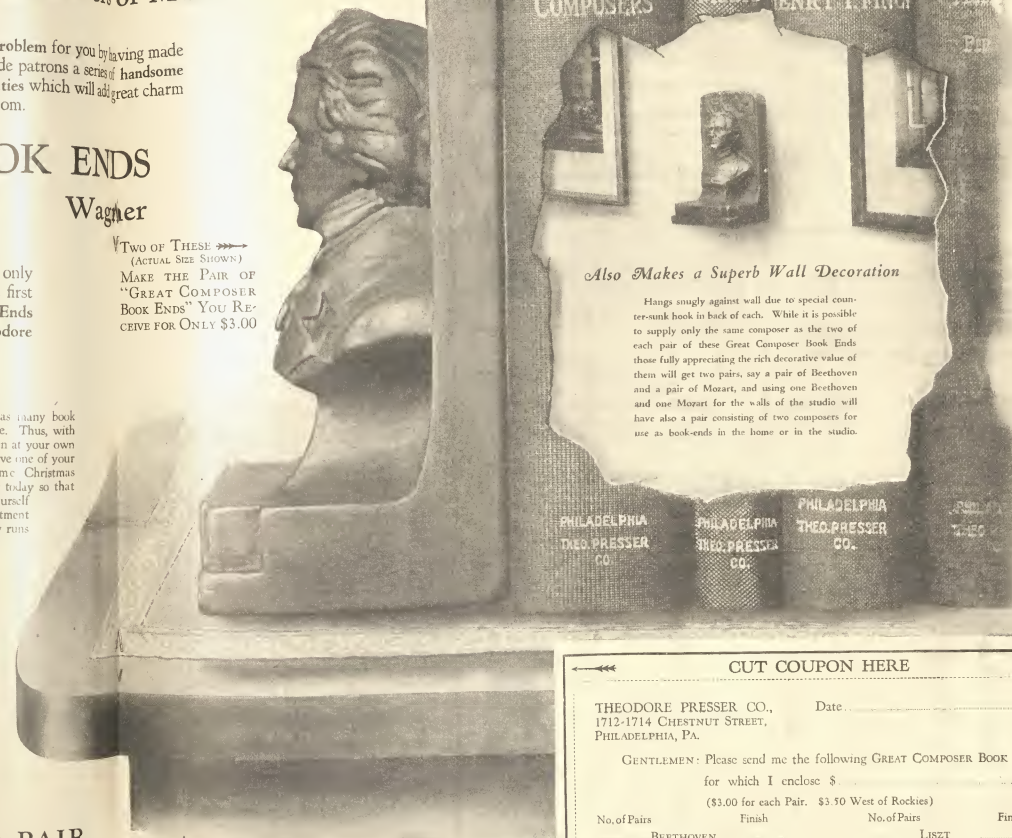 roblem for you by having made
de patrons a series of handsome
ties which will add great charm
om.
OK ENDS
Wagner
TWO OF THESE
(ACTUAL SIZE SHOWN)
MAKE THE PAIR OF
"GREAT COMPOSER
BOOK ENDS" YOU RE-
CEIVE FOR ONLY $3.00
only
first
Ends
dore
as many book
e. Thus, with
n at your own
ve one of your
me Christmas
today so that
urself
tment
runs
COMPOSERS
Also Makes a Superb Wall Decoration
Hangs snugly against wall due to special coun-
ter-sunk hook in back of each. While it is possible
to supply only the same composer as the two of
each pair of these Great Composer Book Ends
those fully appreciating the rich decorative value of
them will get two pairs, say a pair of Beethoven
and a pair of Mozart, and using one Beethoven
and one Mozart for the walls of the studio will
have also a pair consisting of two composers for
use as book-ends in the home or in the studio.
PHILADELPHIA
THEO. PRESSER
CO.
PHILADELPHIA
THEO. PRESSER
CO.
PHILADELPHIA
THEO. PRESSER
CO.
THEO
CUT COUPON HERE
THEODORE PRESSER CO., Date
1712-1714 CHESTNUT STREET,
PHILADELPHIA, PA.
GENTLEMEN: Please send me the following GREAT COMPOSER BOOK
for which I enclose $
($3.00 for each Pair. $3.50 West of Rockies)
No. of Pairs Finish No. of Pairs Fin
BEETHOVEN LISZT
PAIR